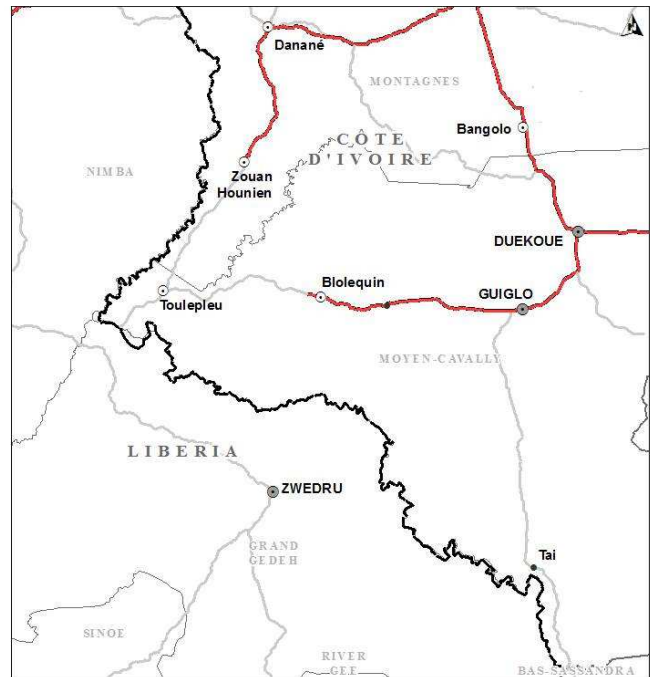 Danané
MONTAGNES
Bangolo
CÔTE
D'IVOIRE
NIMBA
Zouan
Hounien
DUEKOUE
Blolequin
GUIGLO
Toulepleu
MOYEN-CAVALLY
LIBERIA
ZWEDRU
GRAND
GEDEH
Tai
SINOE
RIVER
GEE
BAS-SASSANDRA